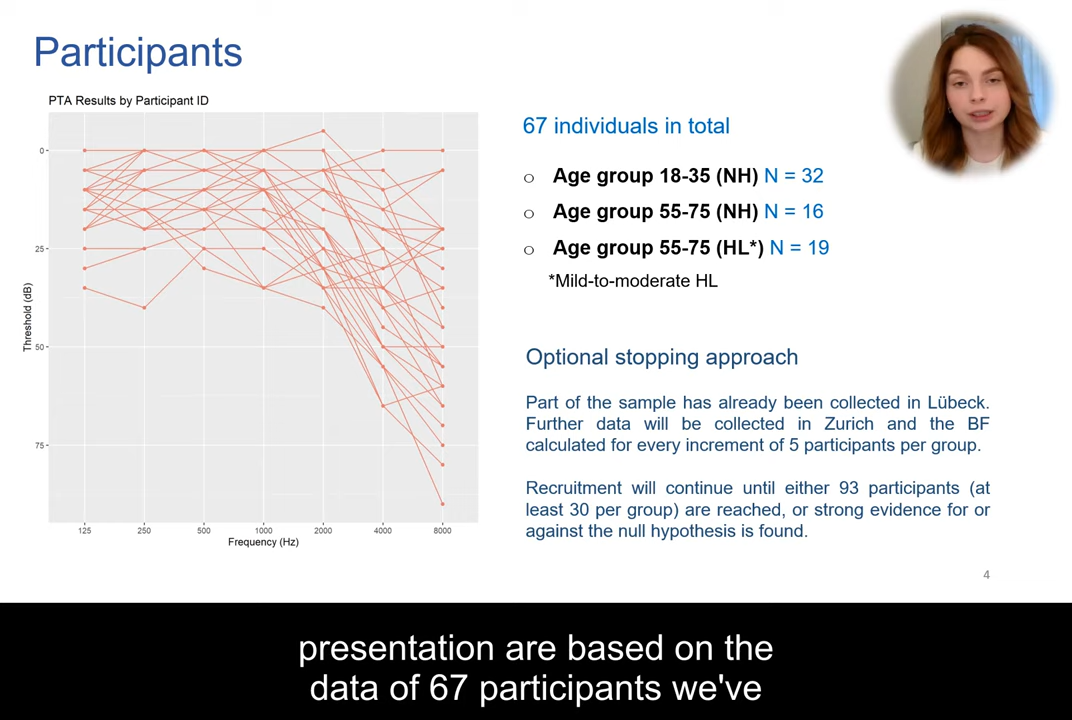 Participants
PTA Results by Participant ID
0
25
50
75
Threshold (dB)
125 250 500 1000 2000 4000 8000
Frequency (Hz)
67 individuals in total
o Age group 18-35 (NH) N = 32
o Age group 55-75 (NH) N = 16
o Age group 55-75 (HL*) N = 19
*Mild-to-moderate HL
Optional stopping approach
Part of the sample has already been collected in Lübeck.
Further data will be collected in Zurich and the BF
calculated for every increment of 5 participants per group.
Recruitment will continue until either 93 participants (at
least 30 per group) are reached, or strong evidence for or
against the null hypothesis is found.
4
presentation are based on the
data of 67 participants we've